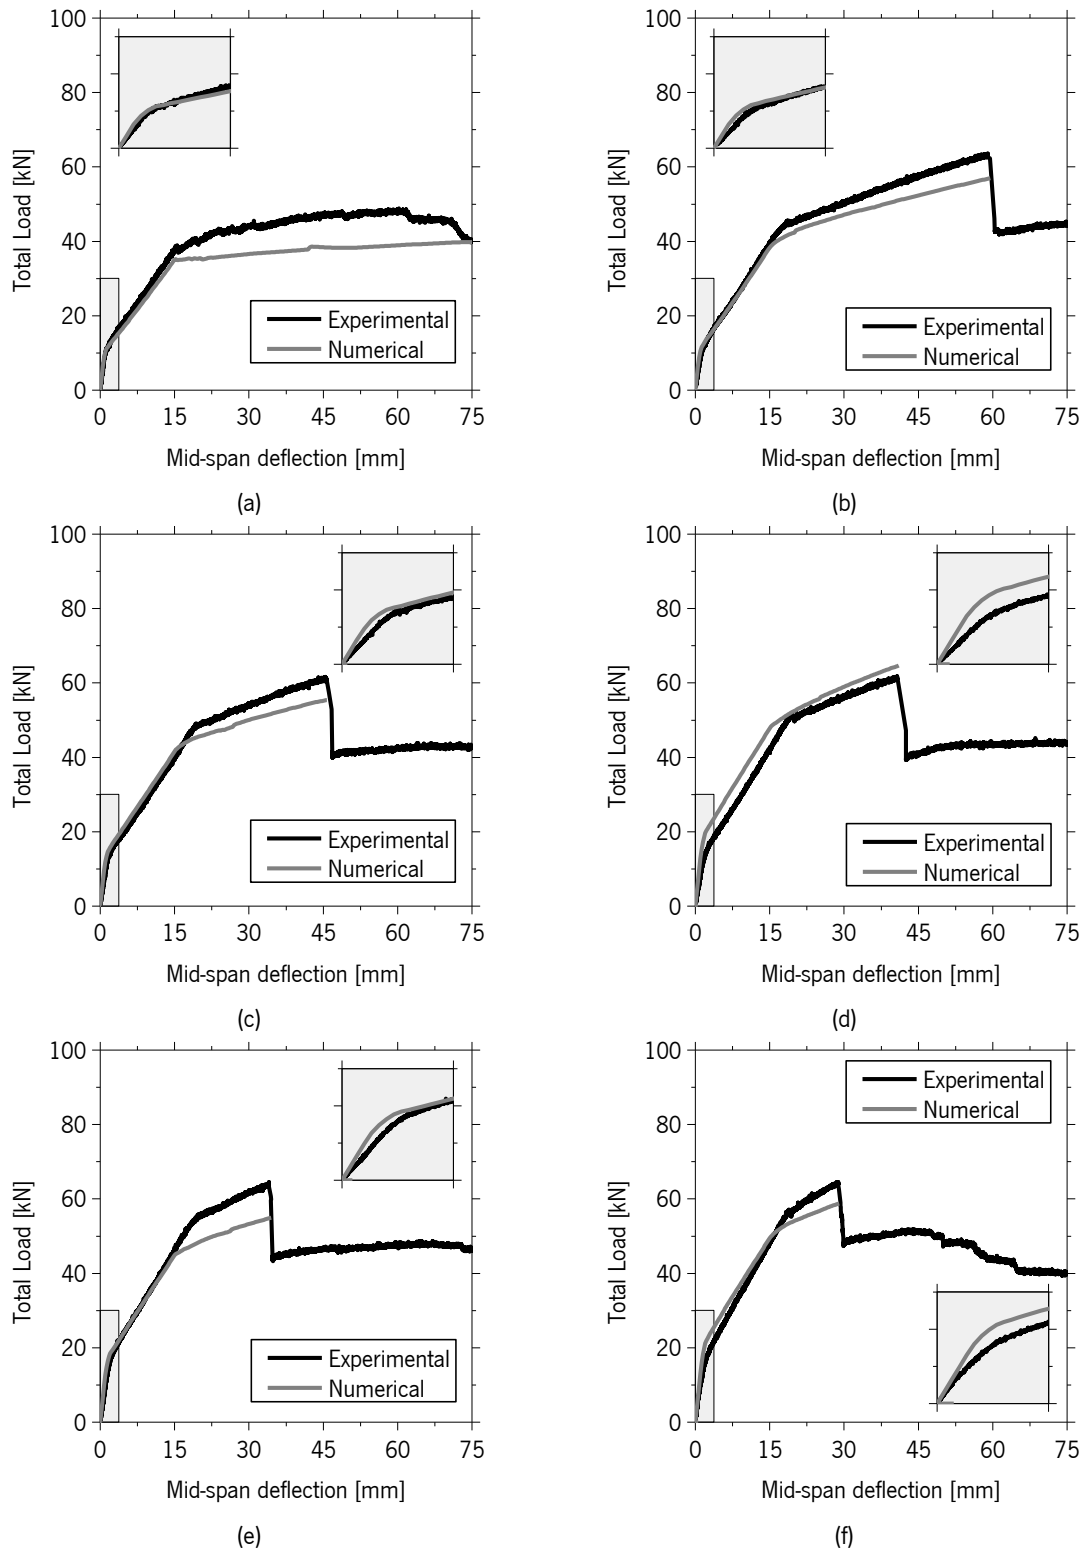 100
80
60
40
20
0
Total Load [kN]
Experimental
Numerical
0 15 30 45 60 75
Mid-span deflection [mm]
(a)
100
80
60
40
20
0
Total Load [kN]
Experimental
Numerical
0 15 30 45 60 75
Mid-span deflection [mm]
(b)
100
80
60
40
20
0
Total Load [kN]
Experimental
Numerical
0 15 30 45 60 75
Mid-span deflection [mm]
(c)
100
80
60
40
20
0
Total Load [kN]
Experimental
Numerical
0 15 30 45 60 75
Mid-span deflection [mm]
(d)
100
80
60
40
20
0
Total Load [kN]
Experimental
Numerical
0 15 30 45 60 75
Mid-span deflection [mm]
(e)
100
80
60
40
20
0
Total Load [kN]
Experimental
Numerical
0 15 30 45 60 75
Mid-span deflection [mm]
(f)